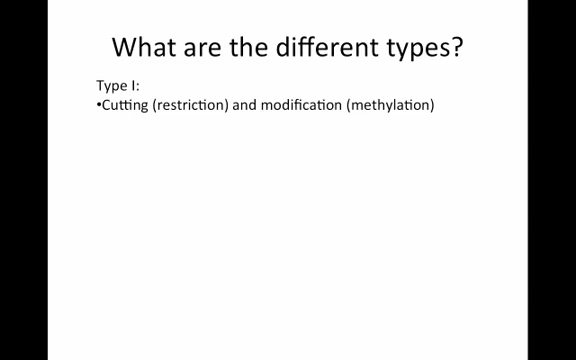 What are the different types?
Type I:
•Cutting (restriction) and modification (methylation)